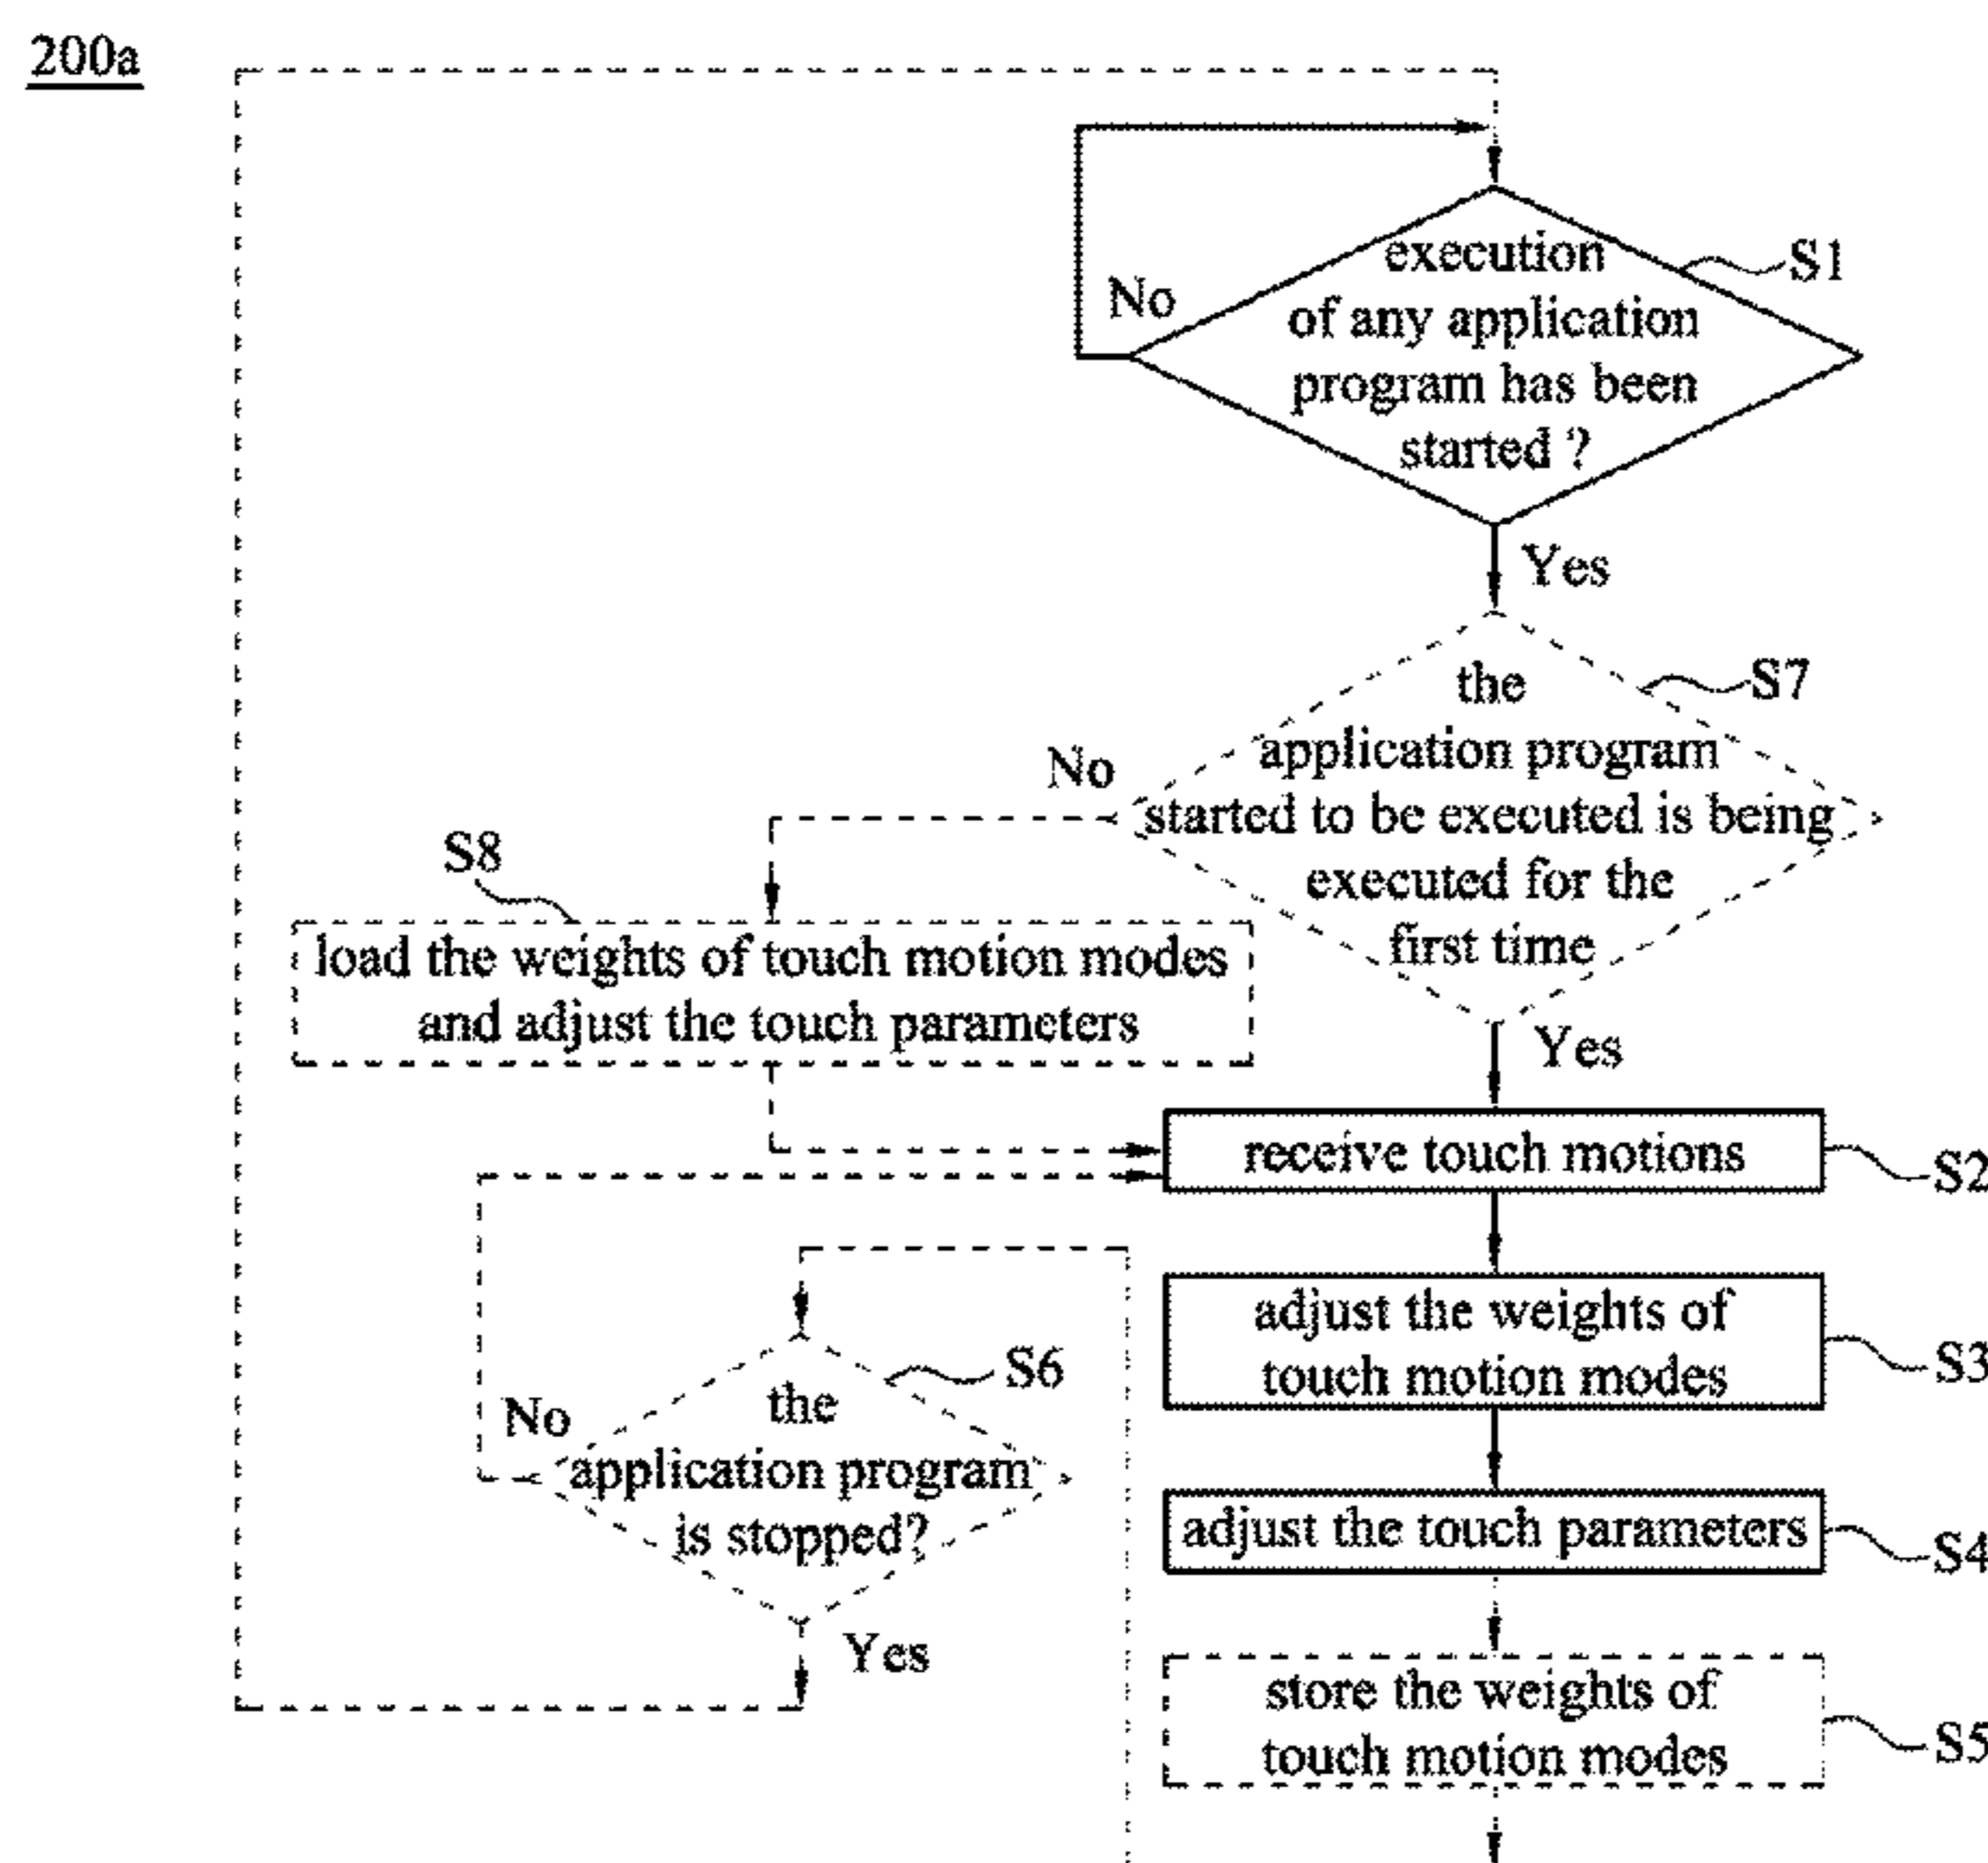 200a
execution
of any application
program has been
started ?
S1
No
Yes
the
application program
started to be executed is being
executed for the
first time
S7
No
Yes
S8
load the weights of touch motion modes
and adjust the touch parameters
receive touch motions
S2
adjust the weights of
touch motion modes
S3
the
application program
is stopped?
S6
No
Yes
adjust the touch parameters
S4
store the weights of
touch motion modes
S5